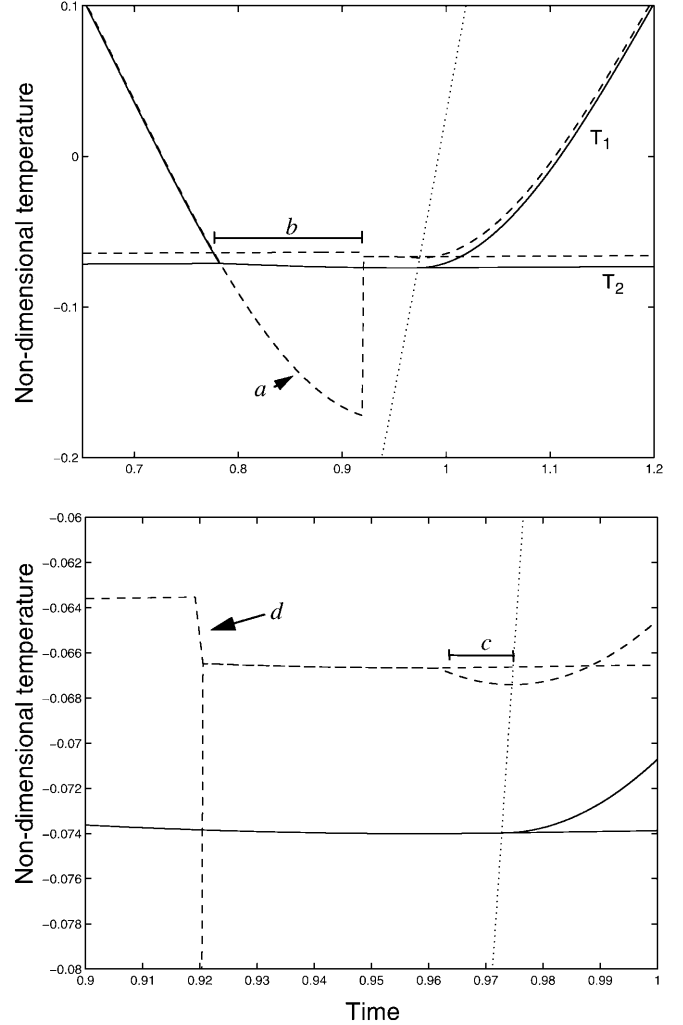 0.1
Non-dimensional temperature
0
T1
b
T2
−0.1
a
−0.2
0.7 0.8 0.9 1 1.1 1.2
−0.06
−0.062
Non-dimensional temperature
−0.064
d
−0.066
c
−0.068
−0.07
−0.072
−0.074
−0.076
−0.078
−0.08
0.9 0.91 0.92 0.93 0.94 0.95 0.96 0.97 0.98 0.99 1
Time